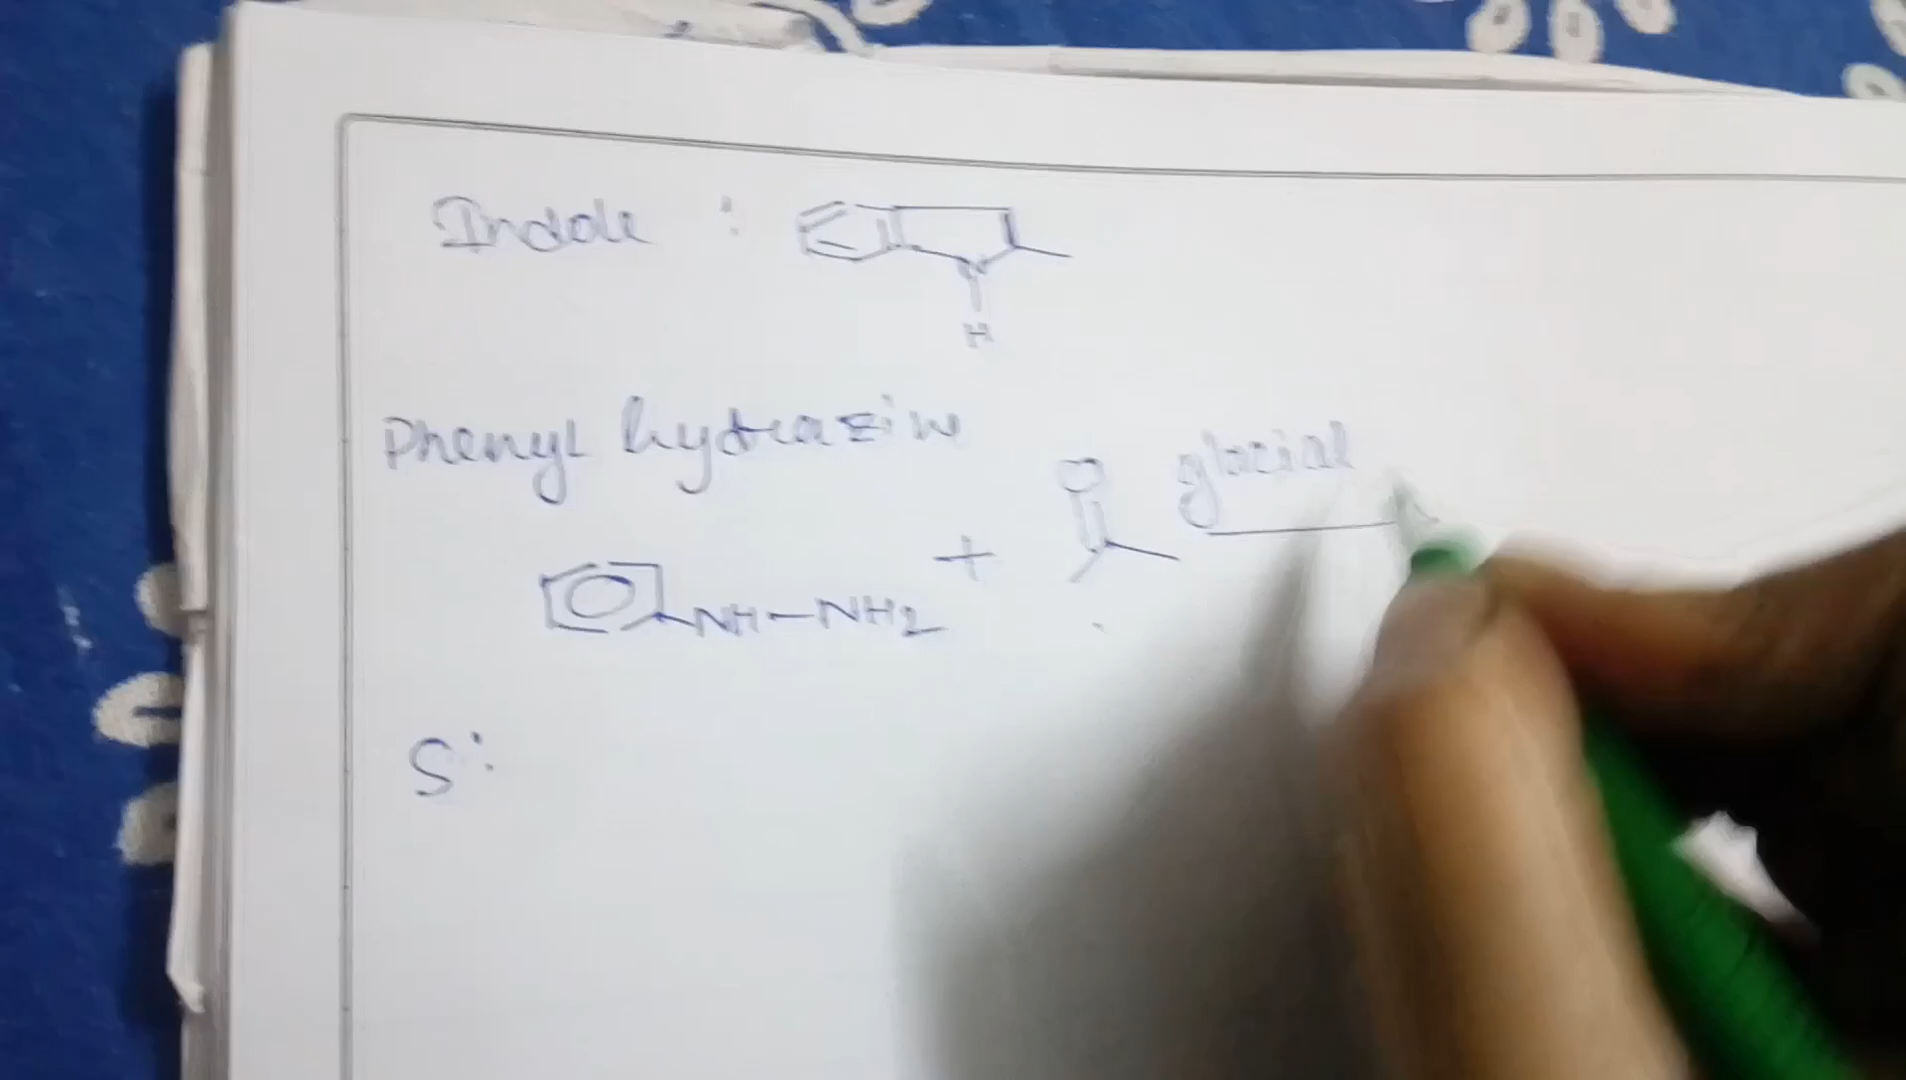 Indole :
N
H
Phenyl hydrazine
O
glacial
+
NH-NH2
S: